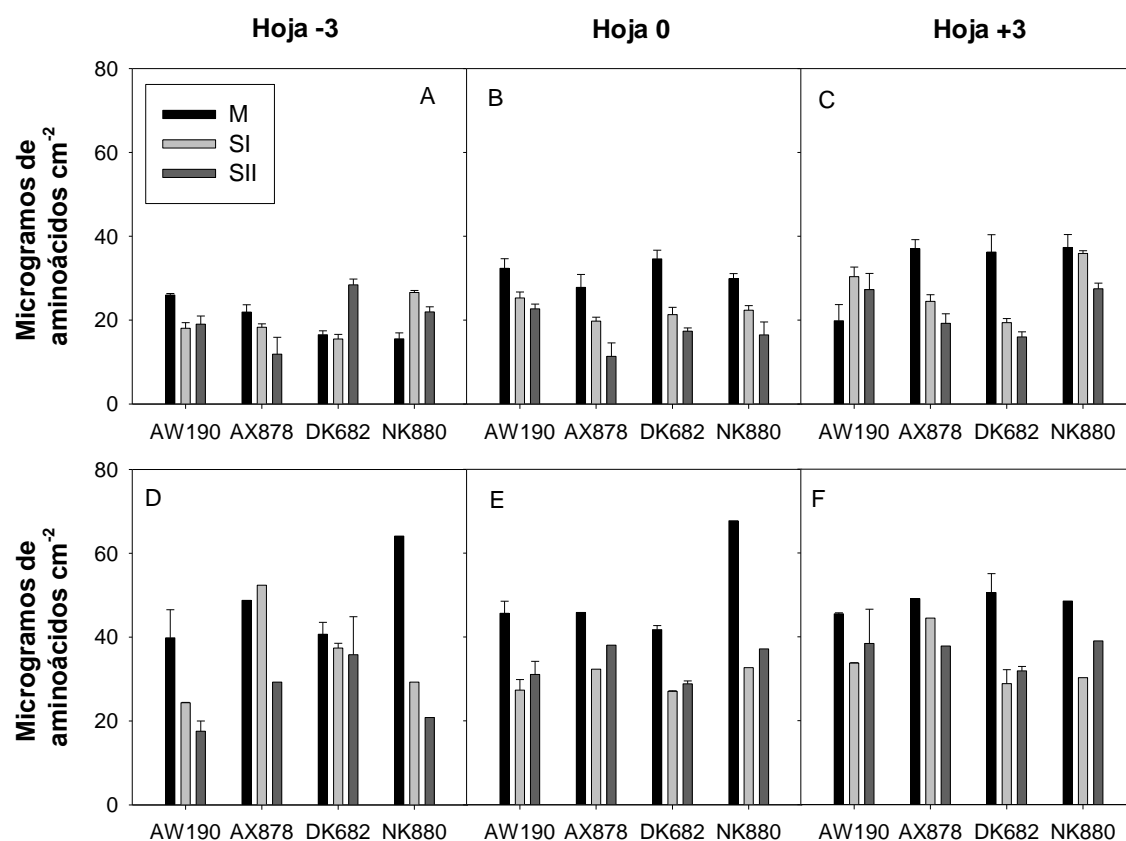 Hoja -3
Hoja 0
Hoja +3
Microgramos de
aminoácidos cm-2
80
60
40
20
0
M
SI
SII
A
B
C
AW190 AX878 DK682 NK880
AW190 AX878 DK682 NK880
AW190 AX878 DK682 NK880
Microgramos de
aminoácidos cm-2
80
60
40
20
0
D
E
F
AW190 AX878 DK682 NK880
AW190 AX878 DK682 NK880
AW190 AX878 DK682 NK880